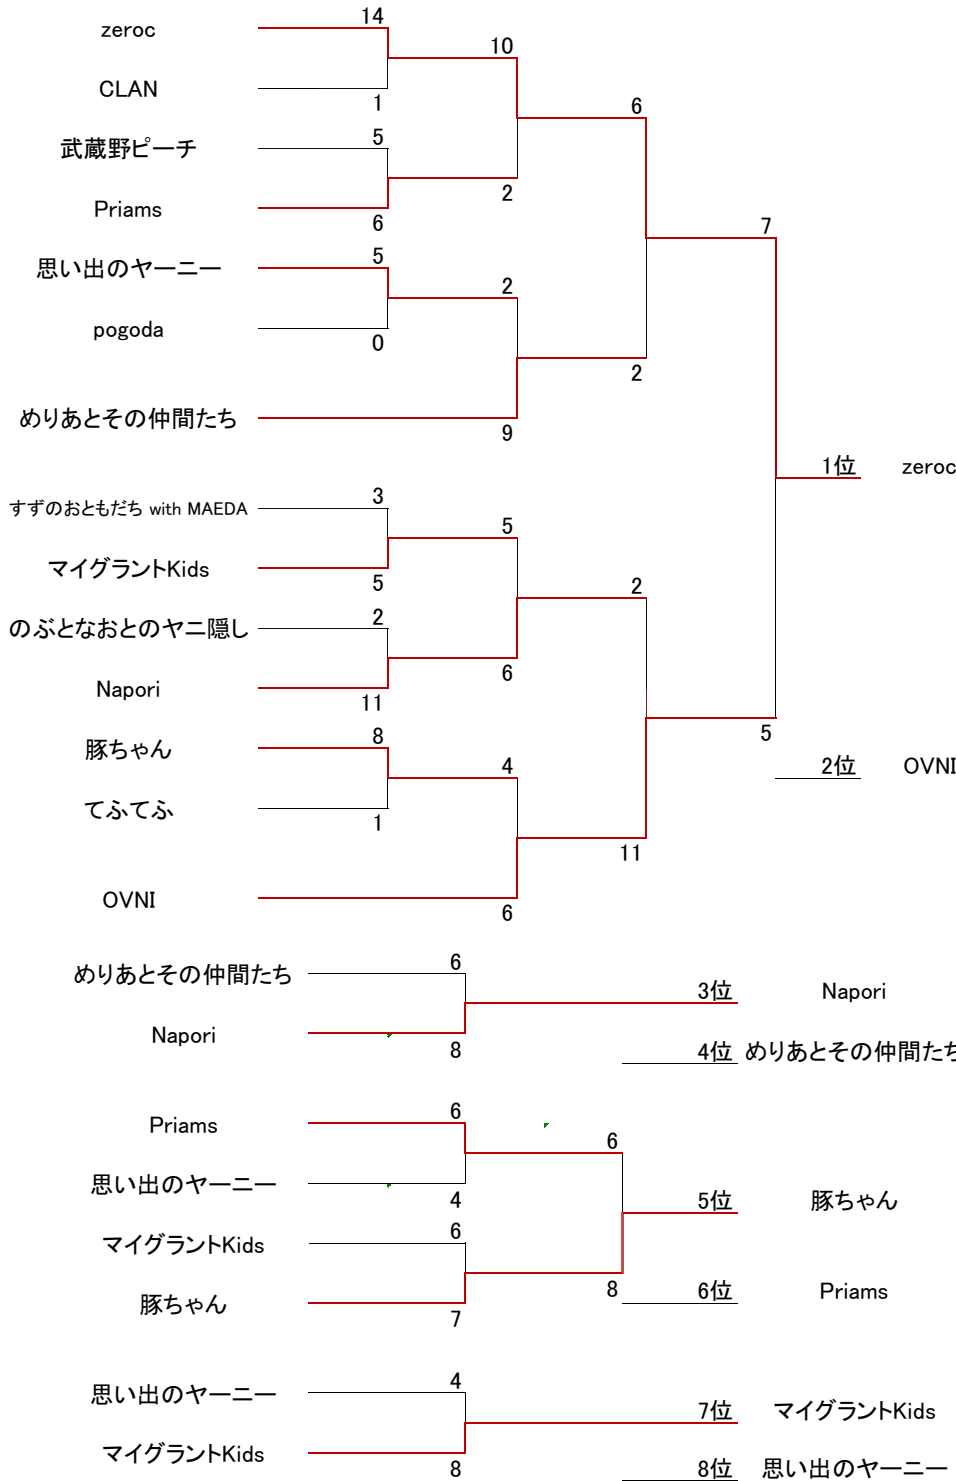 zeroc
14
10
CLAN
1
6
武蔵野ピーチ
5
Priams
6
2
7
思い出のヤーニー
5
2
pogoda
0
2
めりあとその仲間たち
9
1位 zeroc
すずのおともだち with MAEDA
3
5
マイグラントKids
5
2
のぶとなおとのヤニ隠し
2
6
Napori
11
豚ちゃん
8
4
5
2位 OVNI
てふてふ
1
11
OVNI
6
めりあとその仲間たち
6
3位 Napori
Napori
8
4位 めりあとその仲間たち
Priams
6
6
思い出のヤーニー
4
5位 豚ちゃん
マイグラントKids
6
豚ちゃん
7
8
6位 Priams
思い出のヤーニー
4
7位 マイグラントKids
マイグラントKids
8
8位 思い出のヤーニー